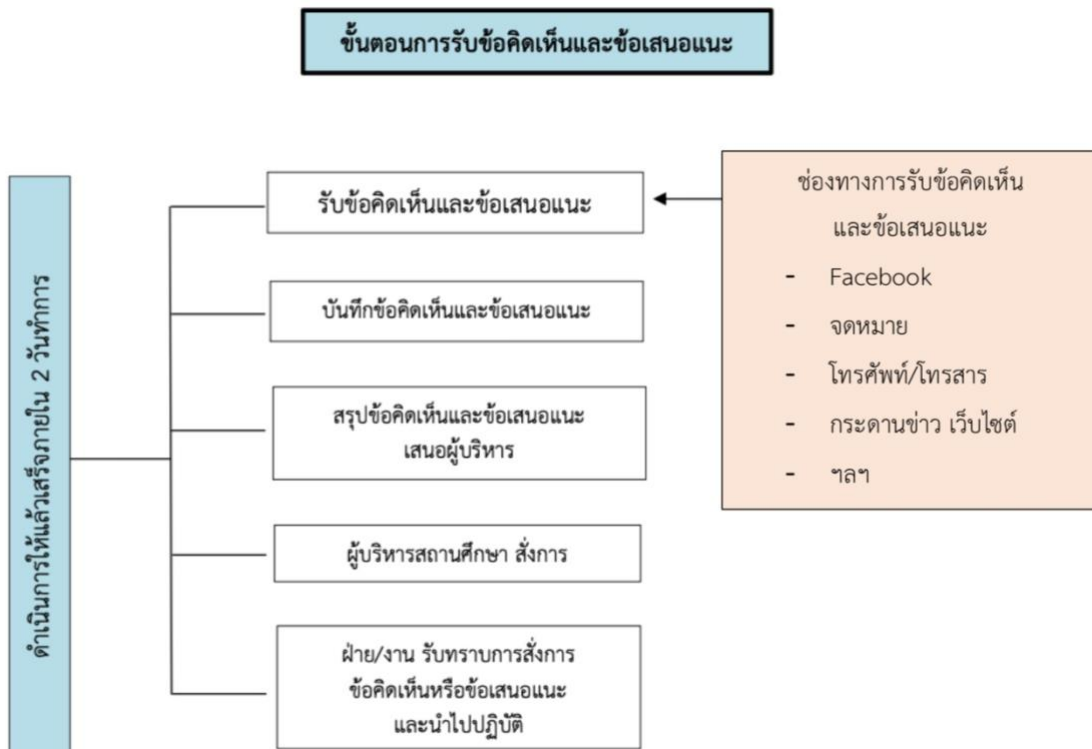 ขั้นตอนการรับข้อคิดเห็นและข้อเสนอแนะ
ดำเนินการให้แล้วเสร็จภายใน 2 วันทำการ
รับข้อคิดเห็นและข้อเสนอแนะ
บันทึกข้อคิดเห็นและข้อเสนอแนะ
สรุปข้อคิดเห็นและข้อเสนอแนะ
เสนอผู้บริหาร
ผู้บริหารสถานศึกษา สั่งการ
ฝ่าย/งาน รับทราบการสั่งการ
ข้อคิดเห็นหรือข้อเสนอแนะ
และนำไปปฏิบัติ
ช่องทางการรับข้อคิดเห็น
และข้อเสนอแนะ
- Facebook
- จดหมาย
- โทรศัพท์/โทรสาร
- กระดานข่าว เว็บไซต์
- ฯลฯ